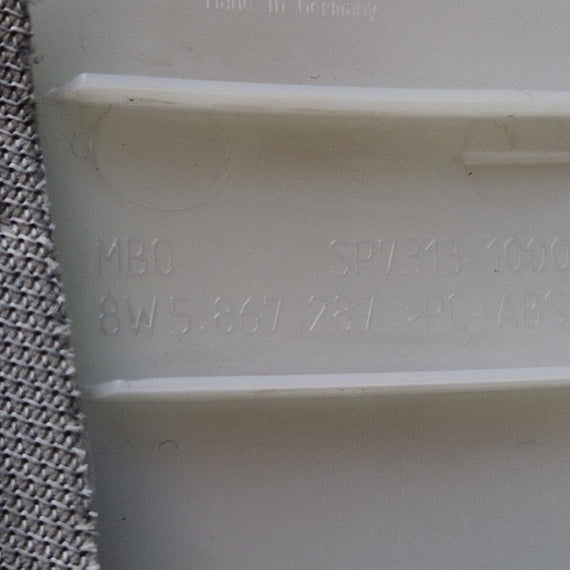 Made in Germany
MBO SP7313 1000
8W5.867.287 >PC+ABS